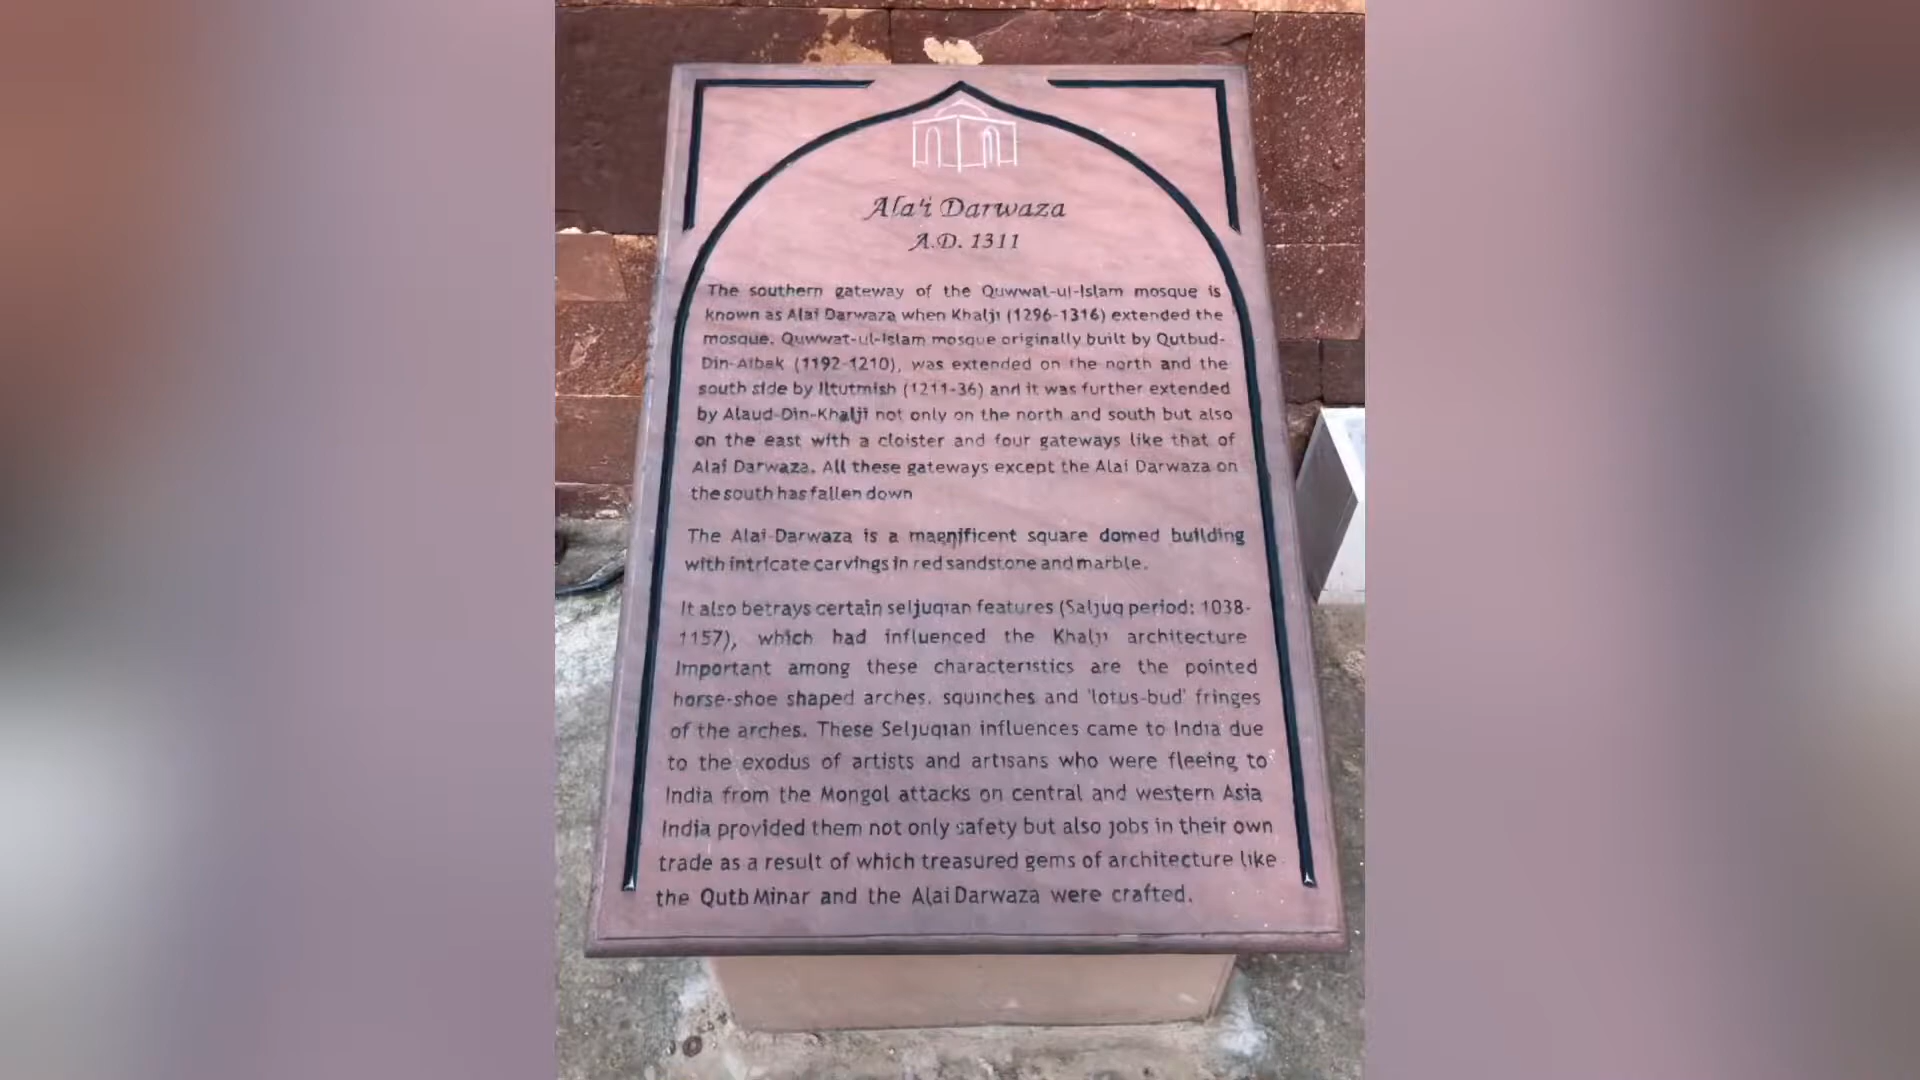 Ala'i Darwaza
A.D. 1311
The southern gateway of the Quwwat-ul-Islam mosque is
known as Alai Darwaza when Khalji (1296-1316) extended the
mosque. Quwwat-ul-Islam mosque originally built by Qutbud-
Din-Aibak (1192-1210), was extended on the north and the
south side by Iltutmish (1211-36) and it was further extended
by Alaud-Din-Khalji not only on the north and south but also
on the east with a cloister and four gateways like that of
Alai Darwaza. All these gateways except the Alai Darwaza on
the south has fallen down
The Alai-Darwaza is a magnificent square domed building
with intricate carvings in red sandstone and marble.
It also betrays certain seljuqian features (Saljuq period: 1038-
1157), which had influenced the Khalji architecture
Important among these characteristics are the pointed
horse-shoe shaped arches, squinches and 'lotus-bud' fringes
of the arches. These Seljuqian influences came to India due
to the exodus of artists and artisans who were fleeing to
India from the Mongol attacks on central and western Asia
India provided them not only safety but also jobs in their own
trade as a result of which treasured gems of architecture like
the Qutb Minar and the Alai Darwaza were crafted.